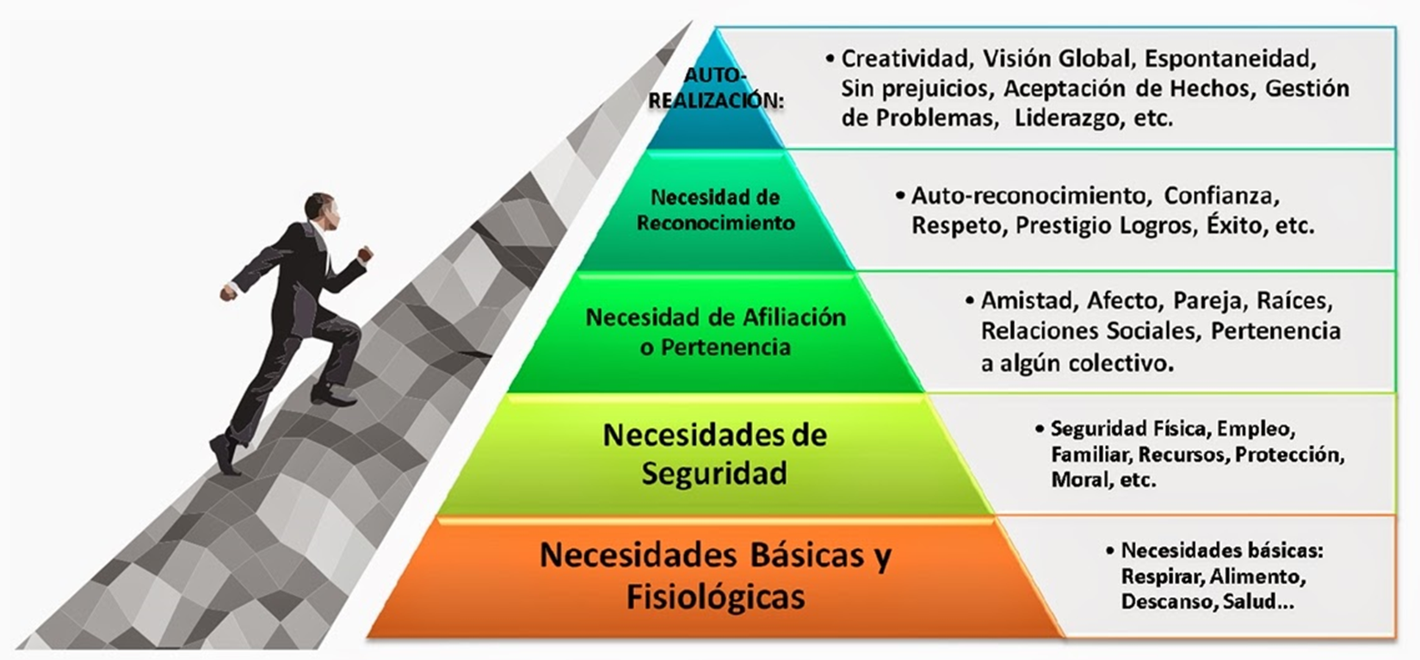 AUTO-
REALIZACIÓN:
• Creatividad, Visión Global, Espontaneidad,
Sin prejuicios, Aceptación de Hechos, Gestión
de Problemas, Liderazgo, etc.
Necesidad de
Reconocimiento
• Auto-reconocimiento, Confianza,
Respeto, Prestigio Logros, Éxito, etc.
Necesidad de Afiliación
o Pertenencia
• Amistad, Afecto, Pareja, Raíces,
Relaciones Sociales, Pertenencia
a algún colectivo.
Necesidades de
Seguridad
• Seguridad Física, Empleo,
Familiar, Recursos, Protección,
Moral, etc.
Necesidades Básicas y
Fisiológicas
• Necesidades básicas:
Respirar, Alimento,
Descanso, Salud...